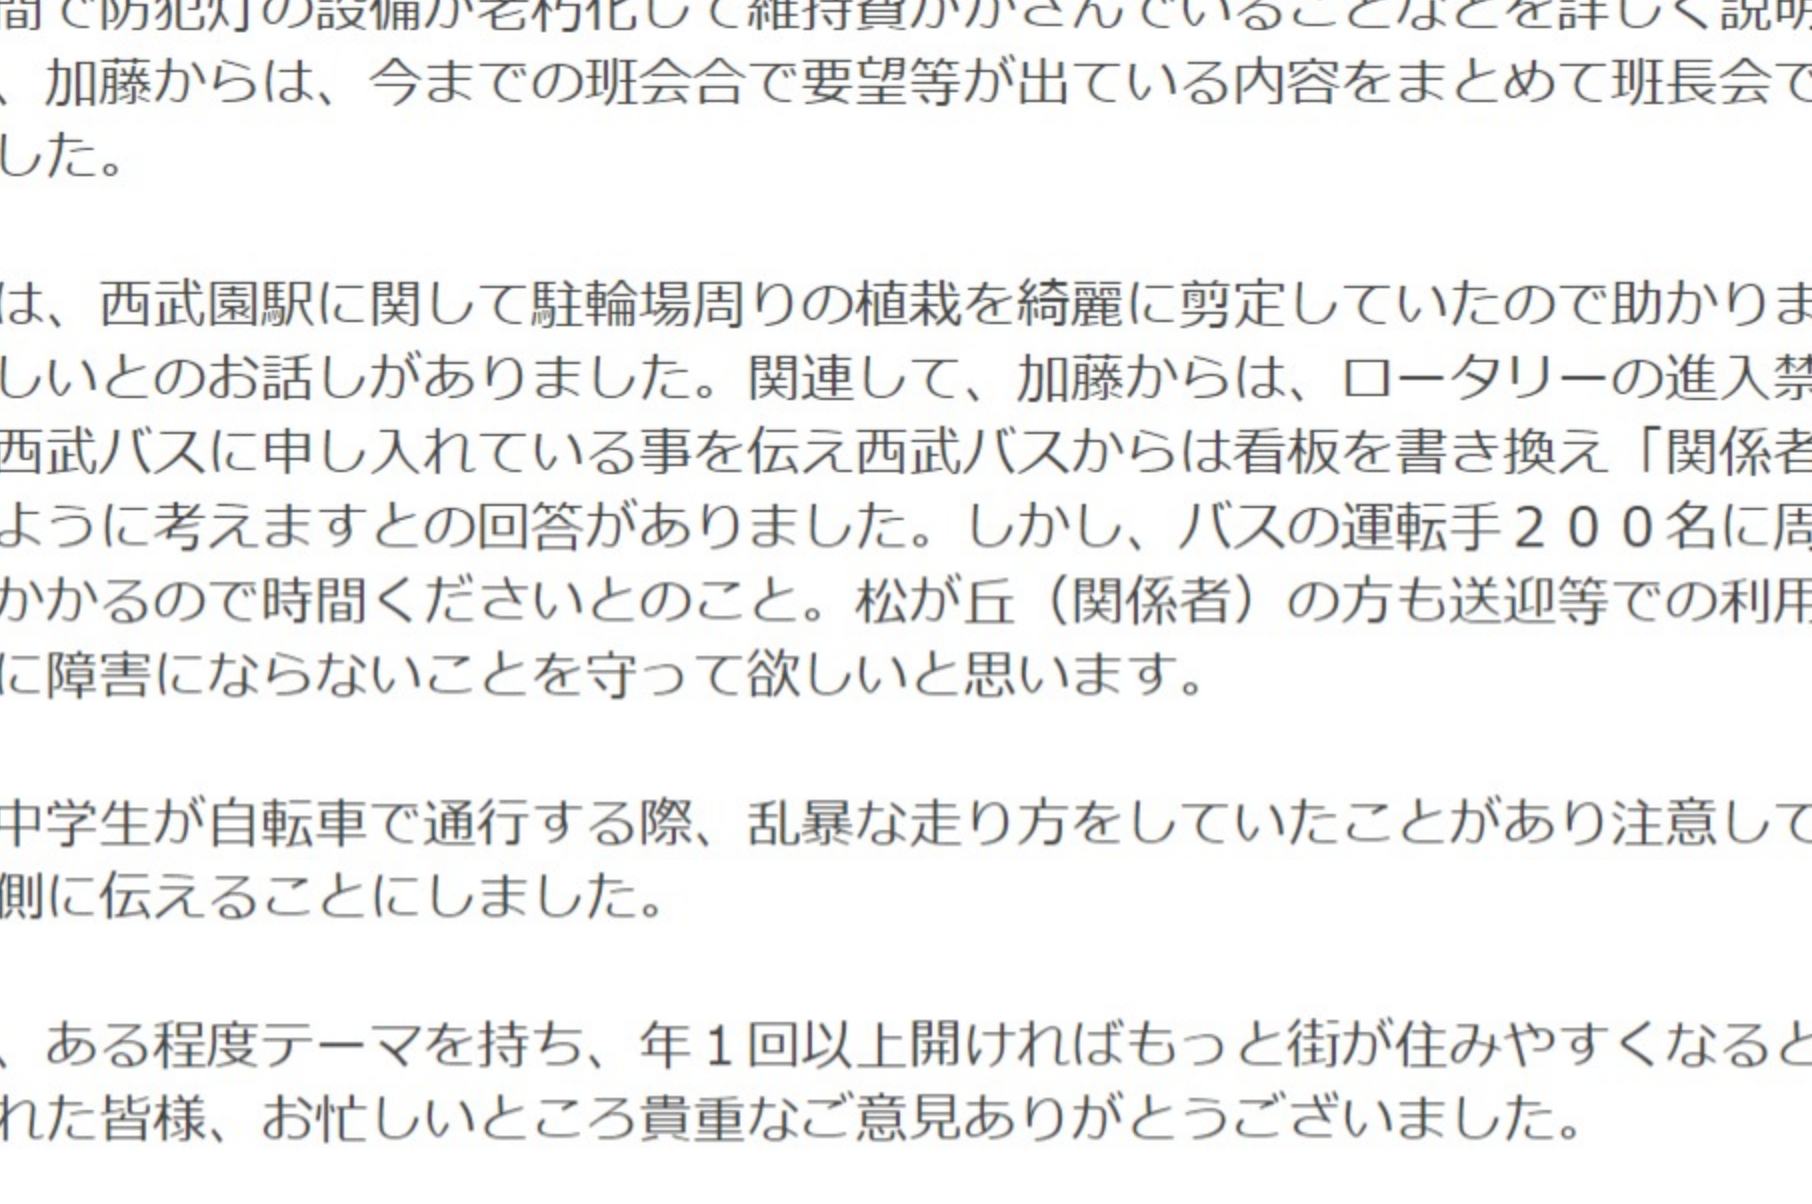 間で防犯灯の設備が老朽化して維持費がかさんでいることなどを詳しく説明
、加藤からは、今までの班会合で要望等が出ている内容をまとめて班長会で
した。
は、西武園駅に関して駐輪場周りの植栽を綺麗に剪定していたので助かりま
しいとのお話しがありました。関連して、加藤からは、ロータリーの進入禁
西武バスに申し入れている事を伝え西武バスからは看板を書き換え「関係者
ように考えますとの回答がありました。しかし、バスの運転手２００名に周
かかるので時間くださいとのこと。松が丘（関係者）の方も送迎等での利用
に障害にならないことを守って欲しいと思います。
中学生が自転車で通行する際、乱暴な走り方をしていたことがあり注意して
側に伝えることにしました。
、ある程度テーマを持ち、年１回以上開ければもっと街が住みやすくなると
れた皆様、お忙しいところ貴重なご意見ありがとうございました。